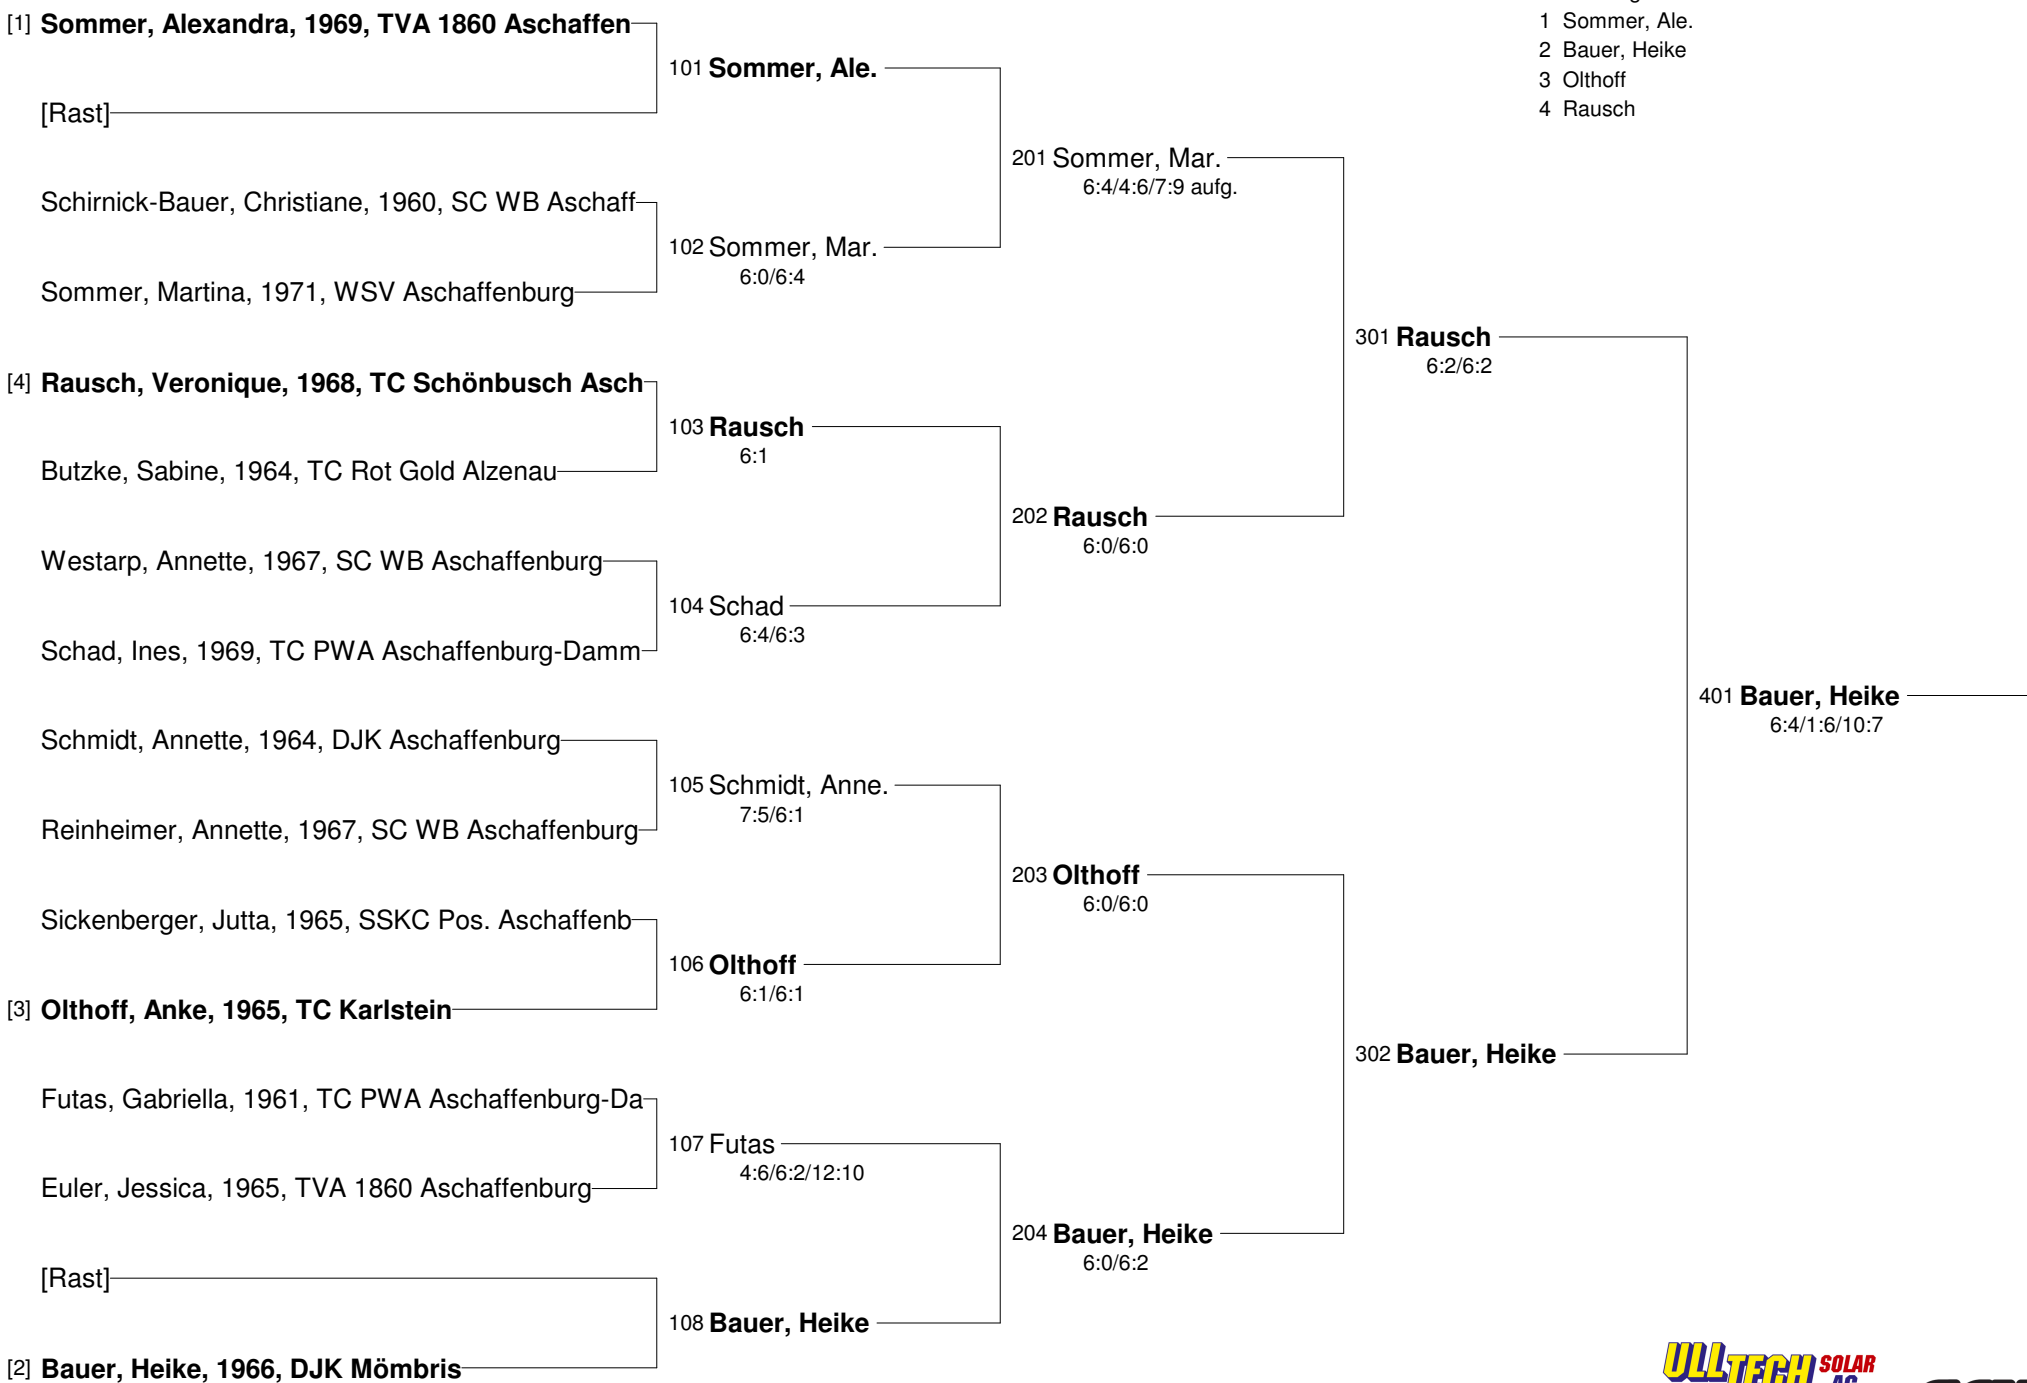 [1] Sommer, Alexandra, 1969, TVA 1860 Aschaffen
[Rast]
Schirnick-Bauer, Christiane, 1960, SC WB Aschaff
Sommer, Martina, 1971, WSV Aschaffenburg
[4] Rausch, Veronique, 1968, TC Schönbusch Asch
Butzke, Sabine, 1964, TC Rot Gold Alzenau
Westarp, Annette, 1967, SC WB Aschaffenburg
Schad, Ines, 1969, TC PWA Aschaffenburg-Damm
Schmidt, Annette, 1964, DJK Aschaffenburg
Reinheimer, Annette, 1967, SC WB Aschaffenburg
Sickenberger, Jutta, 1965, SSKC Pos. Aschaffenb
[3] Olthoff, Anke, 1965, TC Karlstein
Futas, Gabriella, 1961, TC PWA Aschaffenburg-Da
Euler, Jessica, 1965, TVA 1860 Aschaffenburg
[Rast]
[2] Bauer, Heike, 1966, DJK Mömbris
101 Sommer, Ale.
102 Sommer, Mar.
6:0/6:4
103 Rausch
6:1
104 Schad
6:4/6:3
105 Schmidt, Anne.
7:5/6:1
106 Olthoff
6:1/6:1
107 Futas
4:6/6:2/12:10
108 Bauer, Heike
201 Sommer, Mar.
6:4/4:6/7:9 aufg.
202 Rausch
6:0/6:0
203 Olthoff
6:0/6:0
204 Bauer, Heike
6:0/6:2
301 Rausch
6:2/6:2
302 Bauer, Heike
401 Bauer, Heike
6:4/1:6/10:7
1 Sommer, Ale.
2 Bauer, Heike
3 Olthoff
4 Rausch
ULLTECH SOLAR
AG